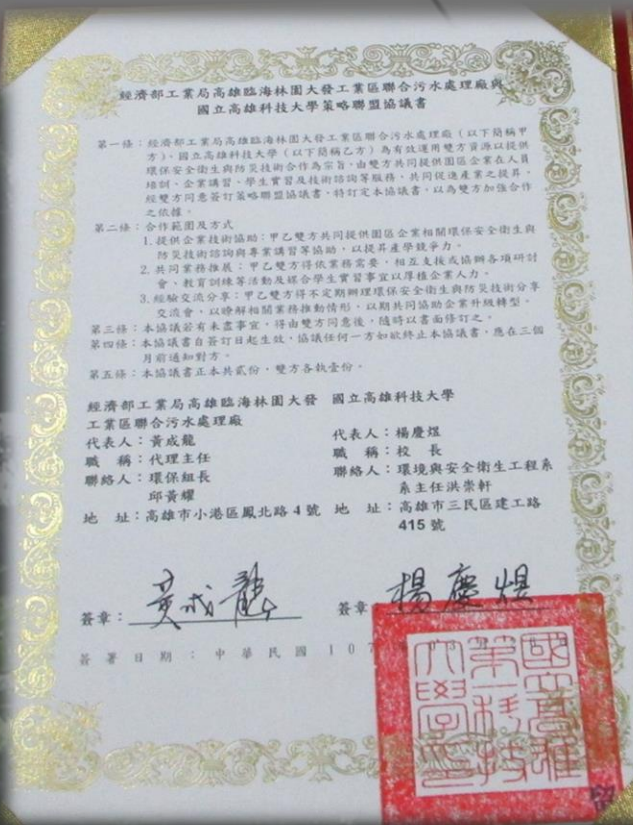 經濟部工業局高雄臨海林園大發工業區聯合污水處理廠與
國立高雄科技大學策略聯盟協議書
第一條：經濟部工業局高雄臨海林園大發工業區聯合污水處理廠（以下簡稱甲
方）、國立高雄科技大學（以下簡稱乙方）為有效運用雙方資源以提供
環保安全衛生與防災技術合作為宗旨，由雙方共同提供園區企業在人員
培訓、企業講習、學生實習及技術諮詢等服務，共同促進產業之提昇，
經雙方同意簽訂策略聯盟協議書，特訂定本協議書，以為雙方加強合作
之依據。
第二條：合作範圍及方式
1.提供企業技術協助：甲乙雙方共同提供園區企業相關環保安全衛生與
防災技術諮詢與專業講習等協助，以提昇產學競爭力。
2.共同業務推展：甲乙雙方得依業務需要，相互支援或協辦各項研討
會、教育訓練等活動及媒合學生實習事宜以厚植企業人力。
3.經驗交流分享：甲乙雙方得不定期辦理環保安全衛生與防災技術分享
交流會，以瞭解相關業務推動情形，以期共同協助企業升級轉型。
第三條：本協議若有未盡事宜，得由雙方同意後，隨時以書面修訂之。
第四條：本協議書自簽訂日起生效，協議任何一方如欲終止本協議書，應在三個
月前通知對方。
第五條：本協議書正本共貳份，雙方各執壹份。
經濟部工業局高雄臨海林園大發 國立高雄科技大學
工業區聯合污水處理廠
代表人：黃成龍 代表人：楊慶煜
職 稱：代理主任 職 稱：校 長
聯絡人：環保組長 聯絡人：環境與安全衛生工程系
邱黃耀 系主任洪崇軒
地 址：高雄市小港區鳳北路 4 號 地 址：高雄市三民區建工路
415 號
簽章：黃成龍 簽章 楊慶煜
簽署日期：中華民國 107
國立高雄
第一科技
大學